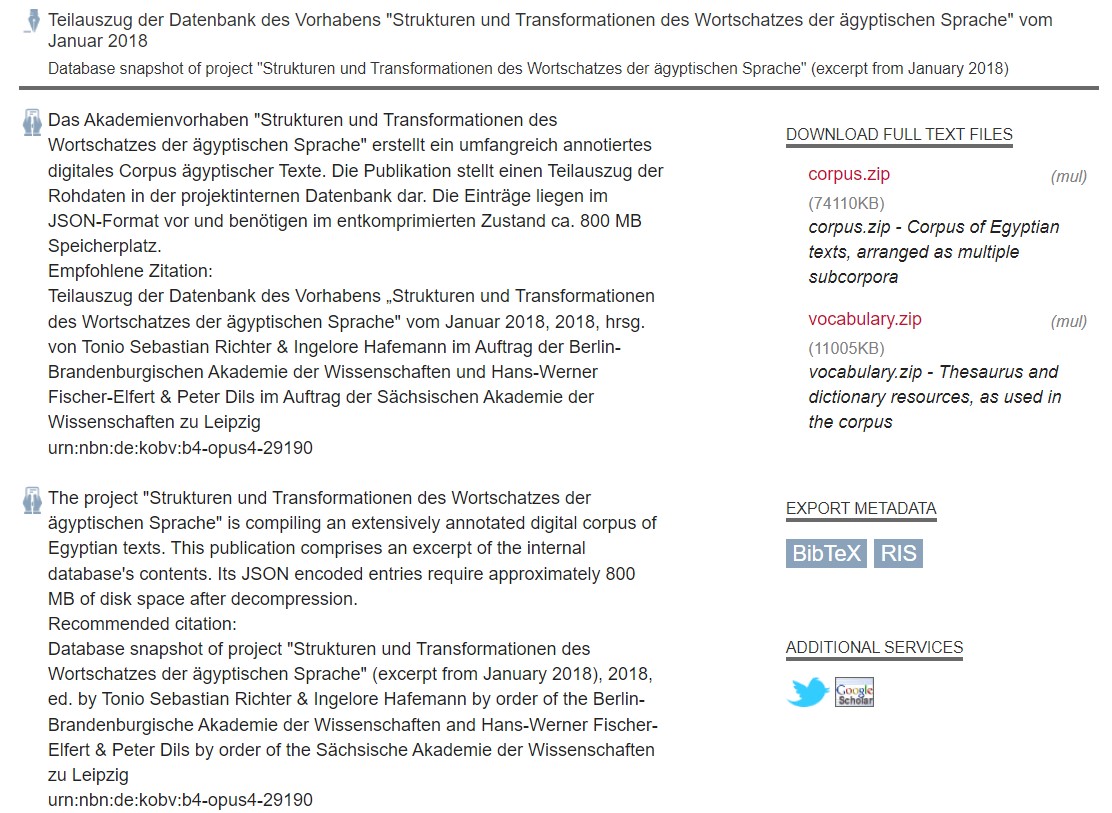 Teilauszug der Datenbank des Vorhabens "Strukturen und Transformationen des Wortschatzes der ägyptischen Sprache" vom
Januar 2018
Database snapshot of project "Strukturen und Transformationen des Wortschatzes der ägyptischen Sprache" (excerpt from January 2018)
Das Akademienvorhaben "Strukturen und Transformationen des
Wortschatzes der ägyptischen Sprache" erstellt ein umfangreich annotiertes
digitales Corpus ägyptischer Texte. Die Publikation stellt einen Teilauszug der
Rohdaten in der projektinternen Datenbank dar. Die Einträge liegen im
JSON-Format vor und benötigen im entkomprimierten Zustand ca. 800 MB
Speicherplatz.
Empfohlene Zitation:
Teilauszug der Datenbank des Vorhabens „Strukturen und Transformationen
des Wortschatzes der ägyptischen Sprache" vom Januar 2018, 2018, hrsg.
von Tonio Sebastian Richter & Ingelore Hafemann im Auftrag der Berlin-
Brandenburgischen Akademie der Wissenschaften und Hans-Werner
Fischer-Elfert & Peter Dils im Auftrag der Sächsischen Akademie der
Wissenschaften zu Leipzig
urn:nbn:de:kobv:b4-opus4-29190
The project "Strukturen und Transformationen des Wortschatzes der
ägyptischen Sprache" is compiling an extensively annotated digital corpus of
Egyptian texts. This publication comprises an excerpt of the internal
database's contents. Its JSON encoded entries require approximately 800
MB of disk space after decompression.
Recommended citation:
Database snapshot of project "Strukturen und Transformationen des
Wortschatzes der ägyptischen Sprache" (excerpt from January 2018), 2018,
ed. by Tonio Sebastian Richter & Ingelore Hafemann by order of the Berlin-
Brandenburgische Akademie der Wissenschaften and Hans-Werner Fischer-
Elfert & Peter Dils by order of the Sächsische Akademie der Wissenschaften
zu Leipzig
urn:nbn:de:kobv:b4-opus4-29190
DOWNLOAD FULL TEXT FILES
corpus.zip (mul)
(74110KB)
corpus.zip - Corpus of Egyptian
texts, arranged as multiple
subcorpora
vocabulary.zip (mul)
(11005KB)
vocabulary.zip - Thesaurus and
dictionary resources, as used in
the corpus
EXPORT METADATA
BibTeX RIS
ADDITIONAL SERVICES
Google
Scholar